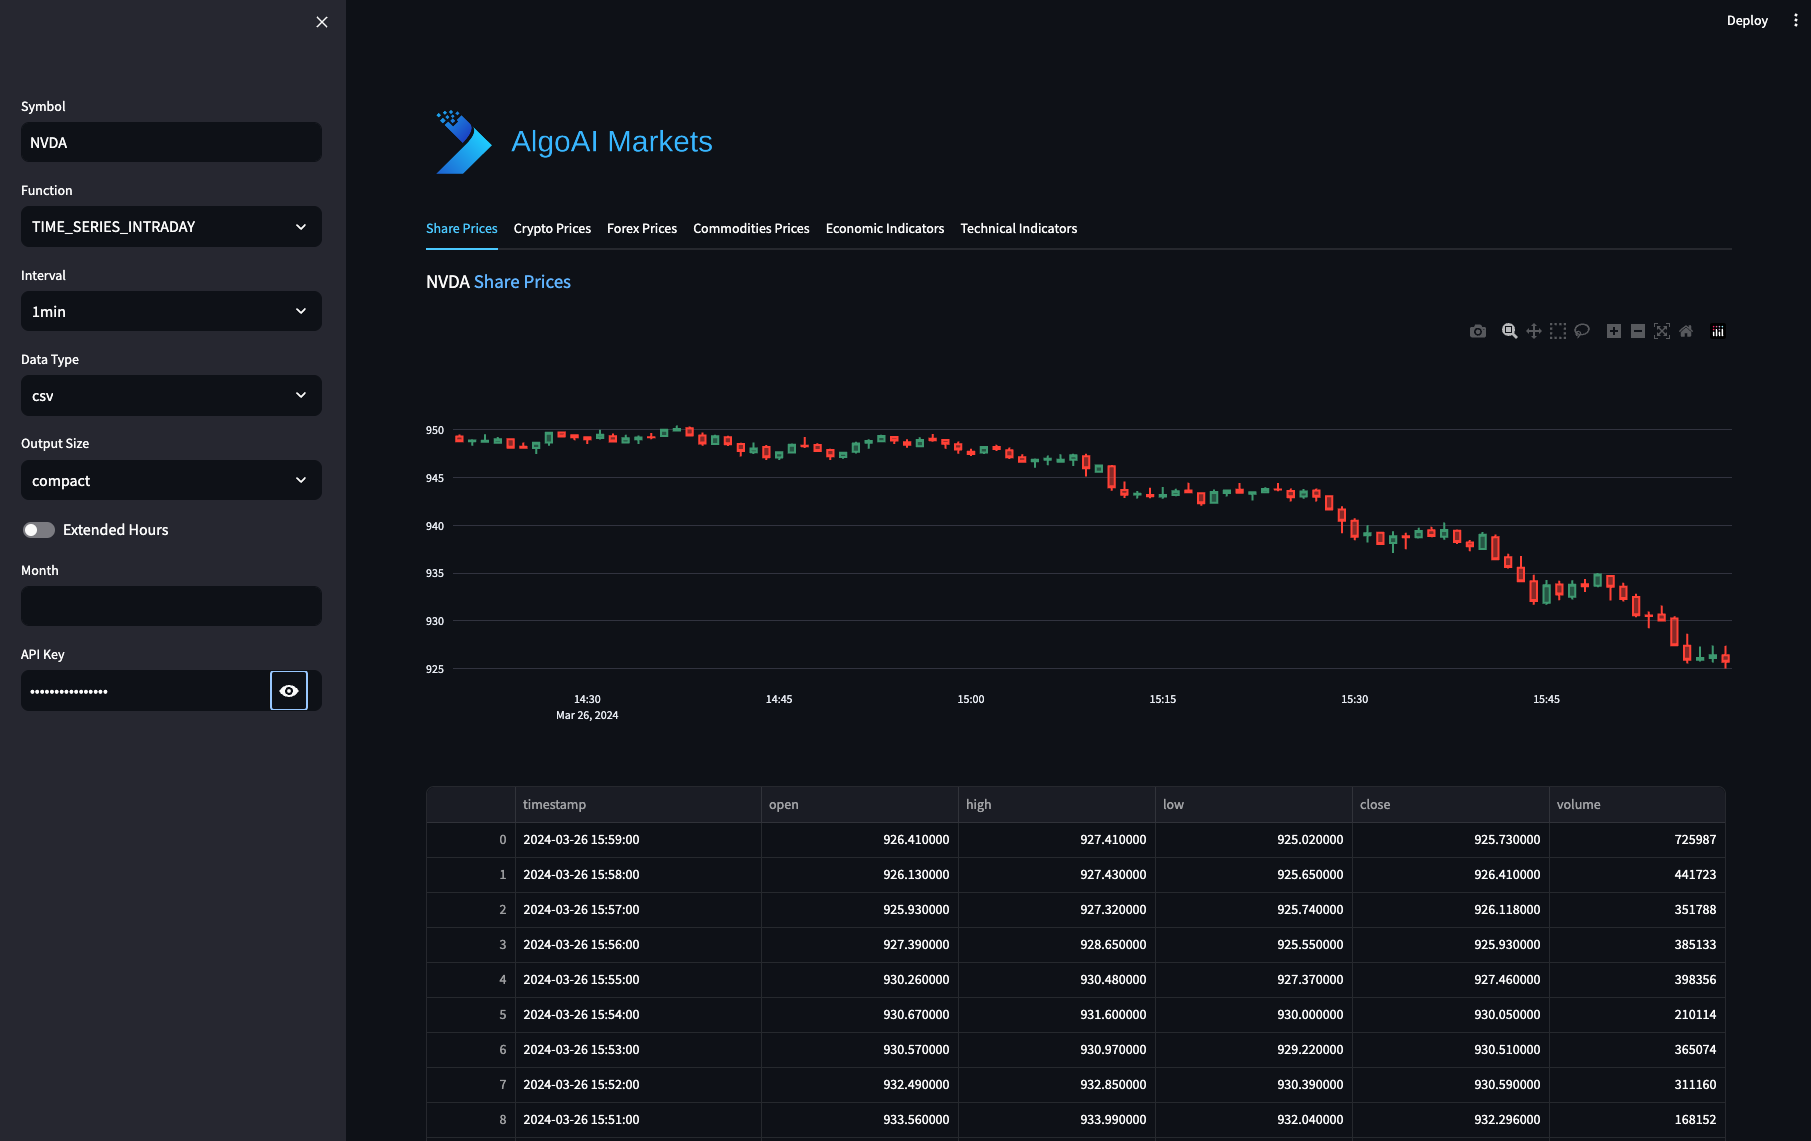 Deploy
Symbol
NVDA
Function
TIME_SERIES_INTRADAY
Interval
1min
Data Type
csv
Output Size
compact
Extended Hours
Month
API Key
••••••••••••••••
AlgoAI Markets
Share Prices Crypto Prices Forex Prices Commodities Prices Economic Indicators Technical Indicators
NVDA Share Prices
950
945
940
935
930
925
14:30 14:45 15:00 15:15 15:30 15:45
Mar 26, 2024
timestamp open high low close volume
0 2024-03-26 15:59:00 926.410000 927.410000 925.020000 925.730000 725987
1 2024-03-26 15:58:00 926.130000 927.430000 925.650000 926.410000 441723
2 2024-03-26 15:57:00 925.930000 927.320000 925.740000 926.118000 351788
3 2024-03-26 15:56:00 927.390000 928.650000 925.550000 925.930000 385133
4 2024-03-26 15:55:00 930.260000 930.480000 927.370000 927.460000 398356
5 2024-03-26 15:54:00 930.670000 931.600000 930.000000 930.050000 210114
6 2024-03-26 15:53:00 930.570000 930.970000 929.220000 930.510000 365074
7 2024-03-26 15:52:00 932.490000 932.850000 930.390000 930.590000 311160
8 2024-03-26 15:51:00 933.560000 933.990000 932.040000 932.296000 168152